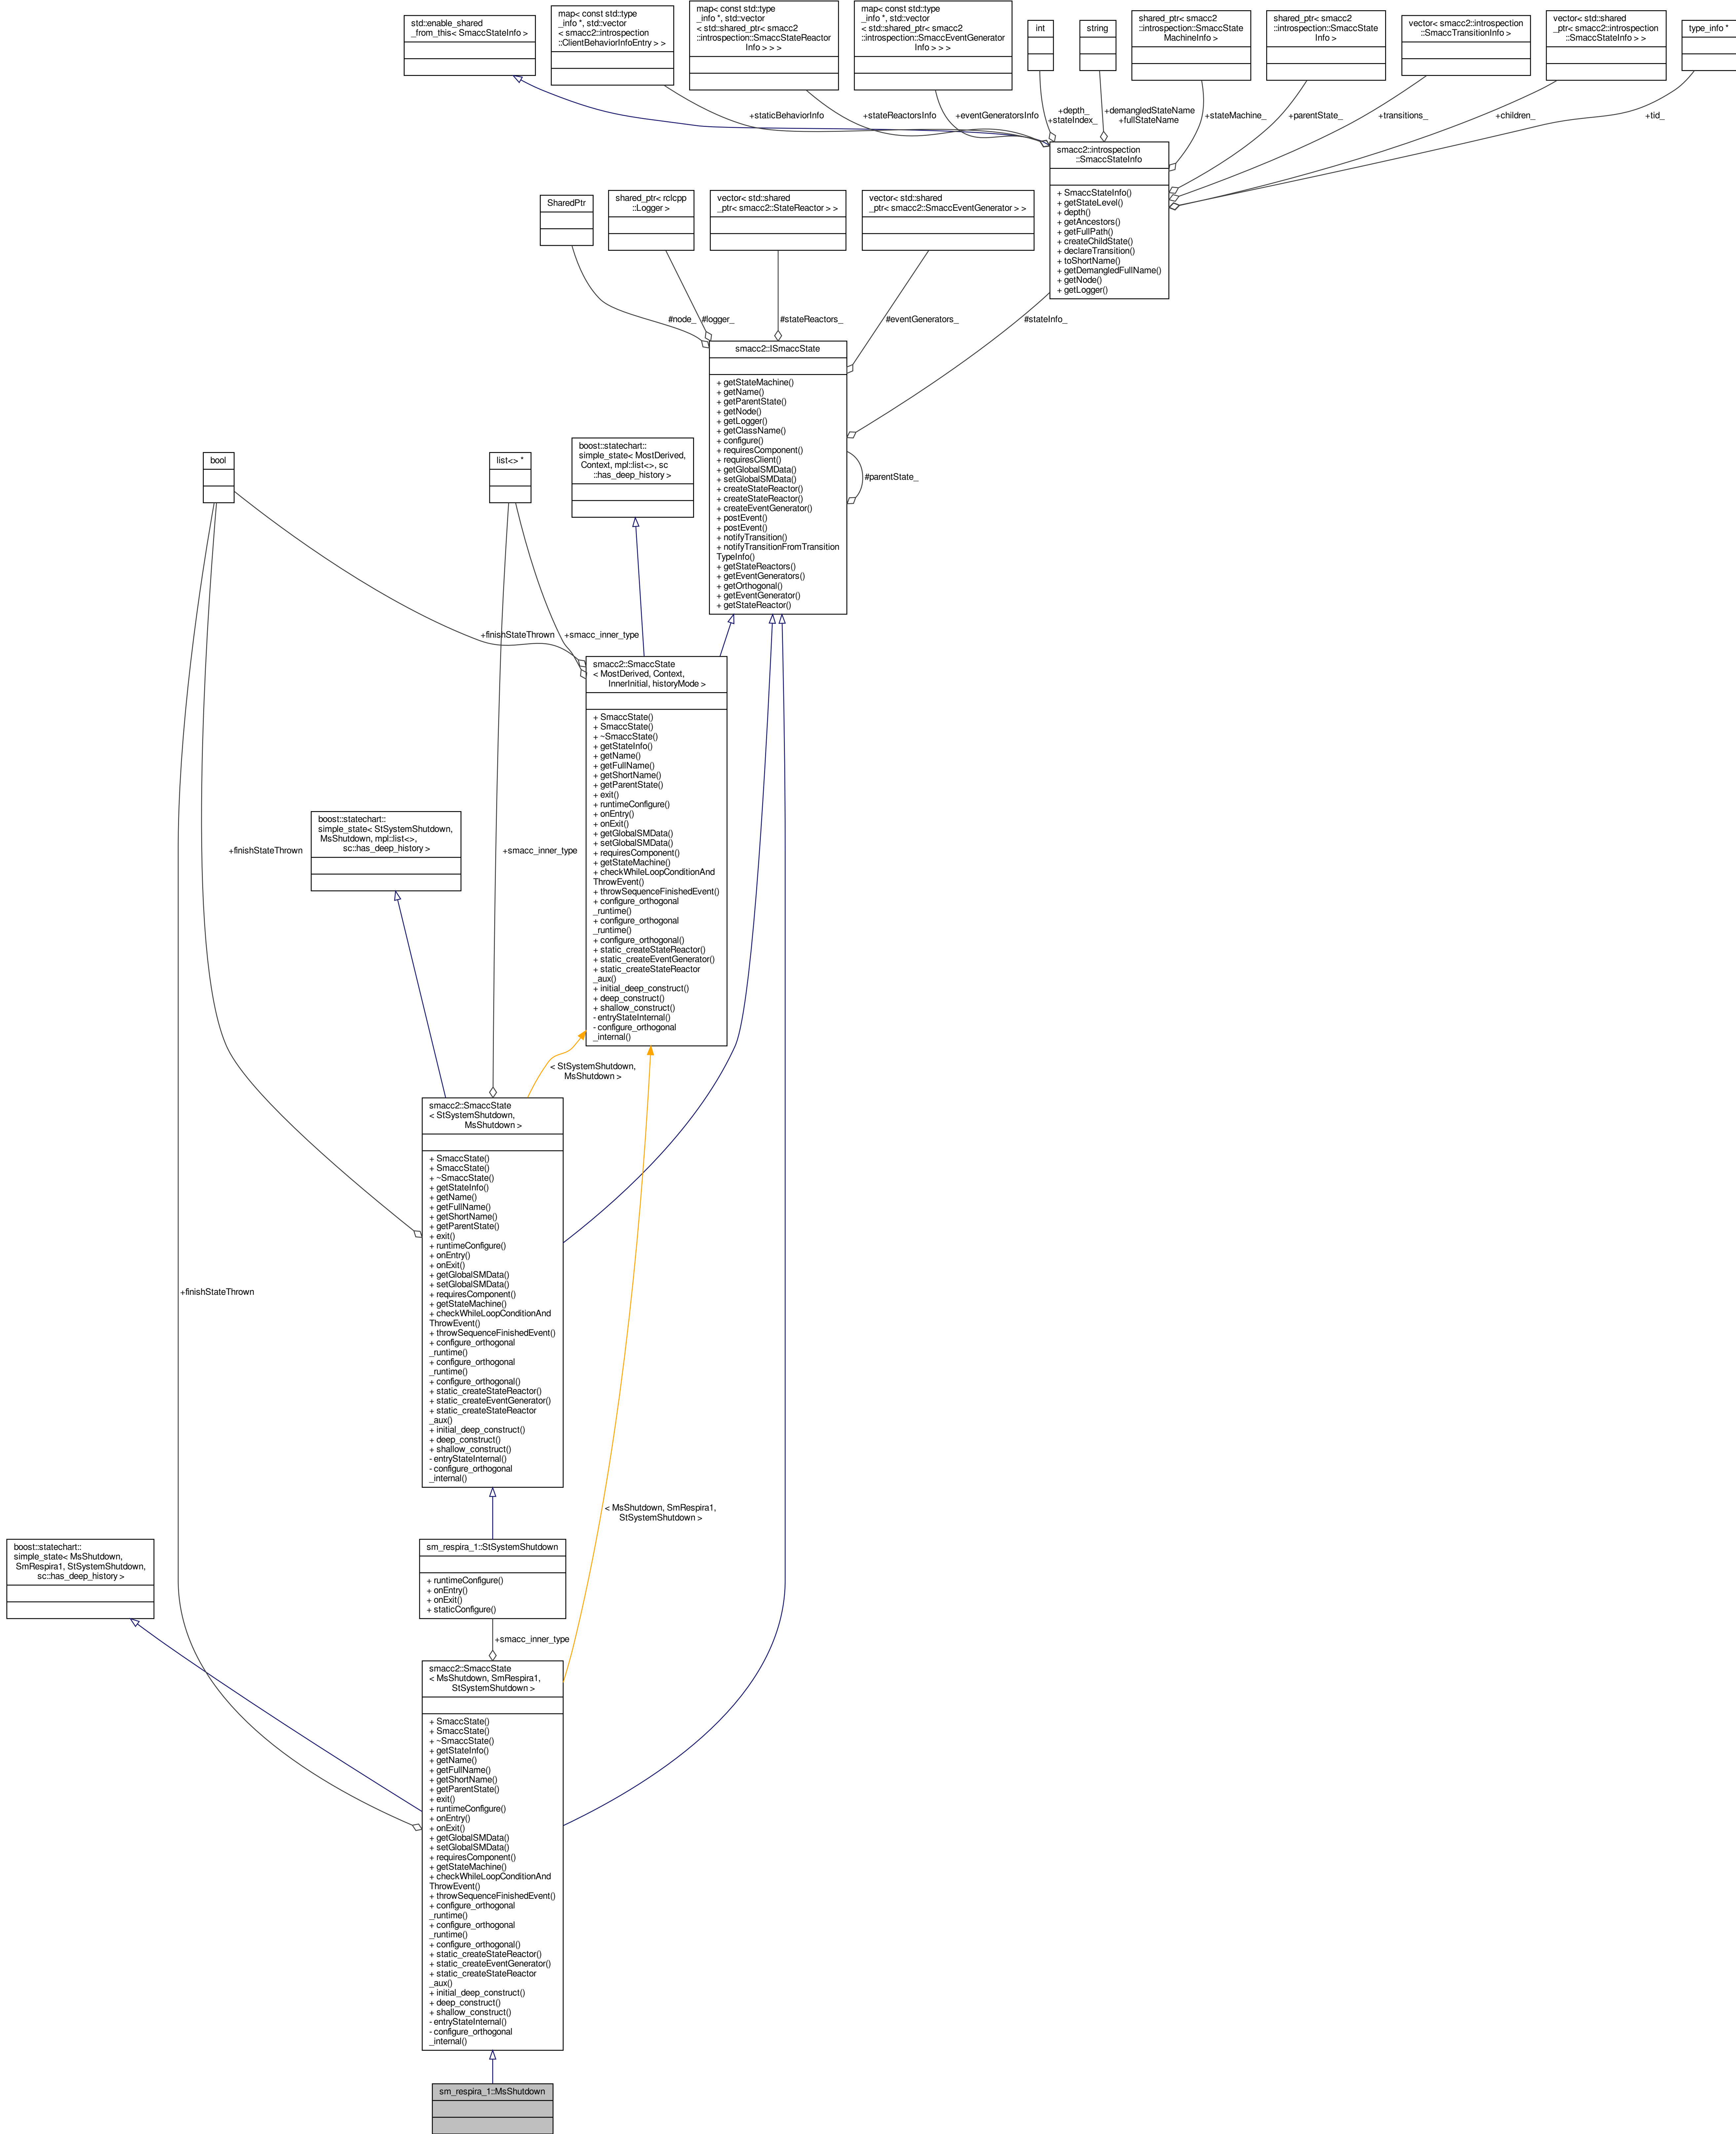 std::enable_shared
_from_this< SmaccStateInfo >
map< const std::type
_info *, std::vector
< smacc2::introspection
::ClientBehaviorInfoEntry > >
map< const std::type
_info *, std::vector
< std::shared_ptr< smacc2
::introspection::SmaccStateReactor
Info > > >
map< const std::type
_info *, std::vector
< std::shared_ptr< smacc2
::introspection::SmaccEventGenerator
Info > > >
int
string
shared_ptr< smacc2
::introspection::SmaccState
MachineInfo >
shared_ptr< smacc2
::introspection::SmaccState
Info >
vector< smacc2::introspection
::SmaccTransitionInfo >
vector< std::shared
_ptr< smacc2::introspection
::SmaccStateInfo > >
type_info *
+staticBehaviorInfo
+stateReactorsInfo
+eventGeneratorsInfo
+depth_
+stateIndex_
+demangledStateName
+fullStateName
+stateMachine_
+parentState_
+transitions_
+children_
+tid_
smacc2::introspection
::SmaccStateInfo
+ SmaccStateInfo()
+ getStateLevel()
+ depth()
+ getAncestors()
+ getFullPath()
+ createChildState()
+ declareTransition()
+ toShortName()
+ getDemangledFullName()
+ getNode()
+ getLogger()
SharedPtr
shared_ptr< rclcpp
::Logger >
vector< std::shared
_ptr< smacc2::StateReactor > >
vector< std::shared
_ptr< smacc2::SmaccEventGenerator > >
#node_
#logger_
#stateReactors_
#eventGenerators_
#stateInfo_
smacc2::ISmaccState
+ getStateMachine()
+ getName()
+ getParentState()
+ getNode()
+ getLogger()
+ getClassName()
+ configure()
+ requiresComponent()
+ requiresClient()
+ getGlobalSMData()
+ setGlobalSMData()
+ createStateReactor()
+ createStateReactor()
+ createEventGenerator()
+ postEvent()
+ postEvent()
+ notifyTransition()
+ notifyTransitionFromTransition
TypeInfo()
+ getStateReactors()
+ getEventGenerators()
+ getOrthogonal()
+ getEventGenerator()
+ getStateReactor()
#parentState_
bool
list<> *
boost::statechart::
simple_state< MostDerived,
Context, mpl::list<>, sc
::has_deep_history >
+finishStateThrown
+smacc_inner_type
smacc2::SmaccState
< MostDerived, Context,
InnerInitial, historyMode >
+ SmaccState()
+ SmaccState()
+ ~SmaccState()
+ getStateInfo()
+ getName()
+ getFullName()
+ getShortName()
+ getParentState()
+ exit()
+ runtimeConfigure()
+ onEntry()
+ onExit()
+ getGlobalSMData()
+ setGlobalSMData()
+ requiresComponent()
+ getStateMachine()
+ checkWhileLoopConditionAnd
ThrowEvent()
+ throwSequenceFinishedEvent()
+ configure_orthogonal
_runtime()
+ configure_orthogonal
_runtime()
+ configure_orthogonal()
+ static_createStateReactor()
+ static_createEventGenerator()
+ static_createStateReactor
_aux()
+ initial_deep_construct()
+ deep_construct()
+ shallow_construct()
- entryStateInternal()
- configure_orthogonal
_internal()
boost::statechart::
simple_state< StSystemShutdown,
MsShutdown, mpl::list<>,
sc::has_deep_history >
+finishStateThrown
+smacc_inner_type
< StSystemShutdown,
MsShutdown >
smacc2::SmaccState
< StSystemShutdown,
MsShutdown >
+ SmaccState()
+ SmaccState()
+ ~SmaccState()
+ getStateInfo()
+ getName()
+ getFullName()
+ getShortName()
+ getParentState()
+ exit()
+ runtimeConfigure()
+ onEntry()
+ onExit()
+ getGlobalSMData()
+ setGlobalSMData()
+ requiresComponent()
+ getStateMachine()
+ checkWhileLoopConditionAnd
ThrowEvent()
+ throwSequenceFinishedEvent()
+ configure_orthogonal
_runtime()
+ configure_orthogonal
_runtime()
+ configure_orthogonal()
+ static_createStateReactor()
+ static_createEventGenerator()
+ static_createStateReactor
_aux()
+ initial_deep_construct()
+ deep_construct()
+ shallow_construct()
- entryStateInternal()
- configure_orthogonal
_internal()
+finishStateThrown
< MsShutdown, SmRespira1,
StSystemShutdown >
boost::statechart::
simple_state< MsShutdown,
SmRespira1, StSystemShutdown,
sc::has_deep_history >
sm_respira_1::StSystemShutdown
+ runtimeConfigure()
+ onEntry()
+ onExit()
+ staticConfigure()
+smacc_inner_type
smacc2::SmaccState
< MsShutdown, SmRespira1,
StSystemShutdown >
+ SmaccState()
+ SmaccState()
+ ~SmaccState()
+ getStateInfo()
+ getName()
+ getFullName()
+ getShortName()
+ getParentState()
+ exit()
+ runtimeConfigure()
+ onEntry()
+ onExit()
+ getGlobalSMData()
+ setGlobalSMData()
+ requiresComponent()
+ getStateMachine()
+ checkWhileLoopConditionAnd
ThrowEvent()
+ throwSequenceFinishedEvent()
+ configure_orthogonal
_runtime()
+ configure_orthogonal
_runtime()
+ configure_orthogonal()
+ static_createStateReactor()
+ static_createEventGenerator()
+ static_createStateReactor
_aux()
+ initial_deep_construct()
+ deep_construct()
+ shallow_construct()
- entryStateInternal()
- configure_orthogonal
_internal()
sm_respira_1::MsShutdown